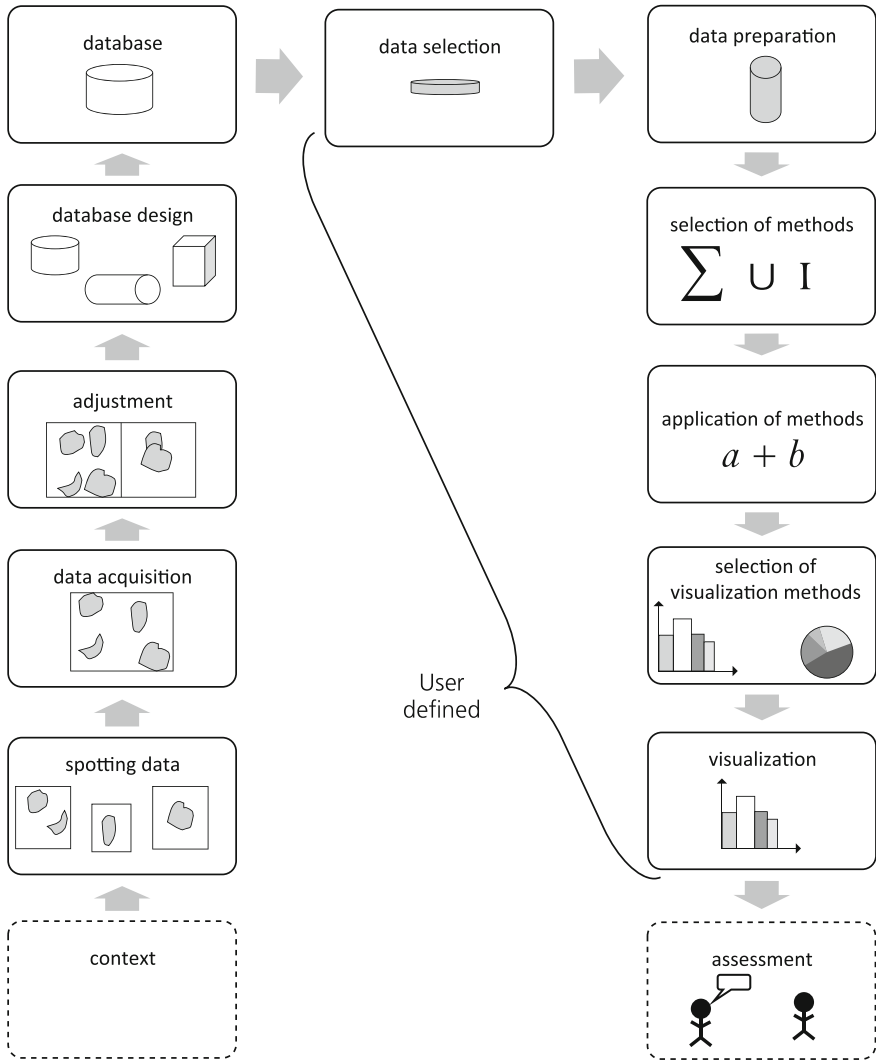 database
data selection
data preparation
database design
selection of methods
∑ ∪ I
adjustment
application of methods
a + b
data acquisition
selection of
visualization methods
User
defined
spotting data
visualization
context
assessment